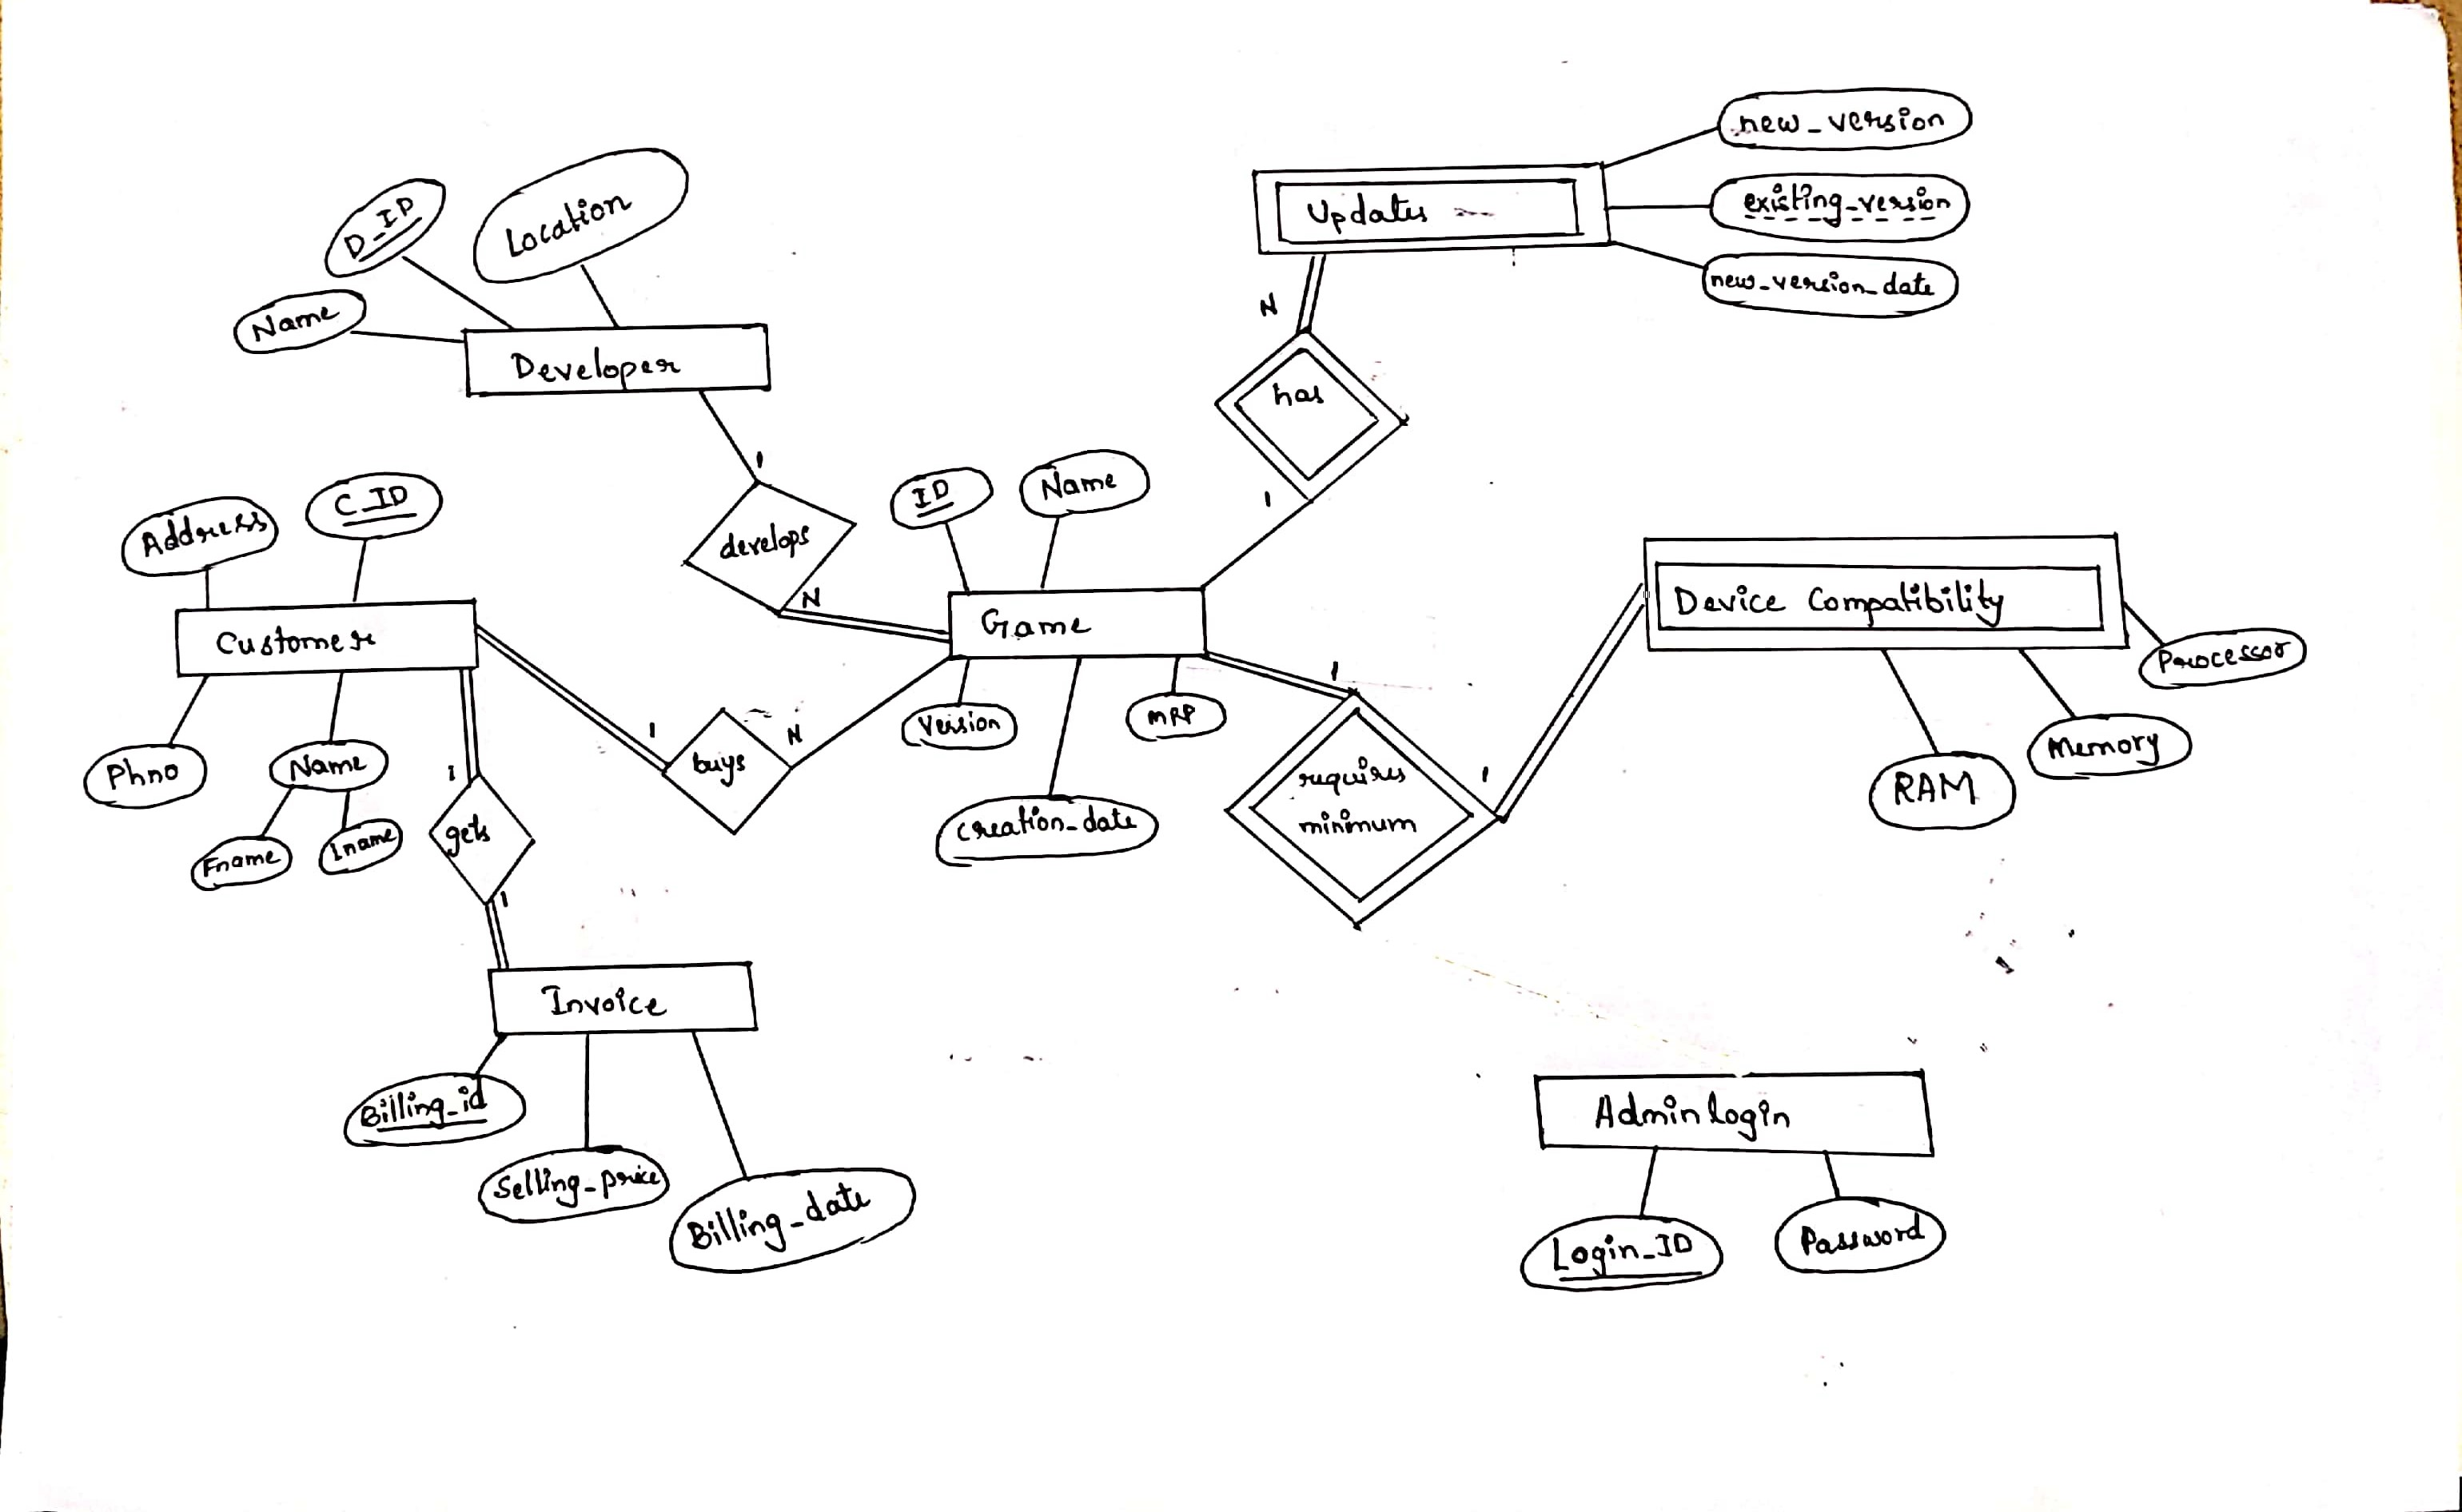 new_version
existing_version
new_version_date
Updates
N
has
1
D_ID
Location
Name
Developer
1
develops
N
ID
Name
Game
Version
MRP
creation_date
Address
C_ID
Customer
Phno
Name
Fname
lname
1
buys
N
1
gets
1
Invoice
Billing_id
Selling_price
Billing_date
1
requires
minimum
1
Device Compatibility
Processor
Memory
RAM
Admin login
Login_ID
Password